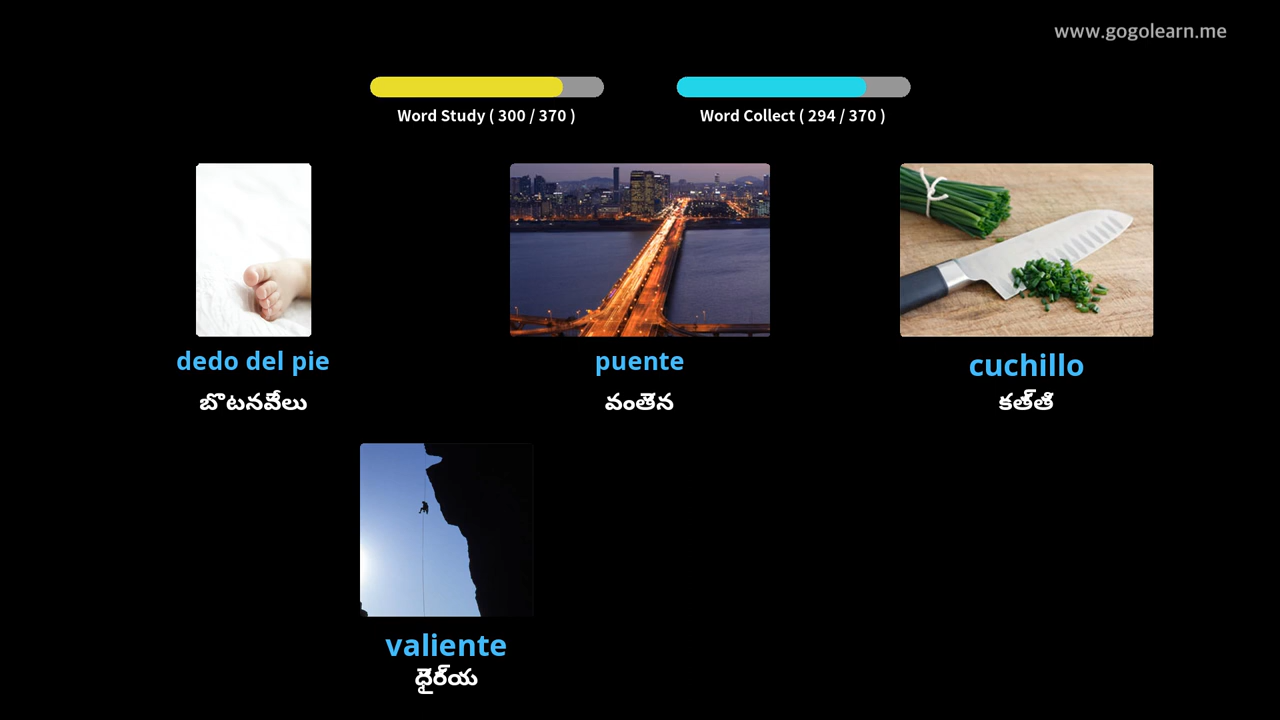 www.gogolearn.me
Word Study ( 300 / 370 )
Word Collect ( 294 / 370 )
dedo del pie
puente
cuchillo
బొటనవేలు
వంతెన
కత్తి
valiente
ధైర్య